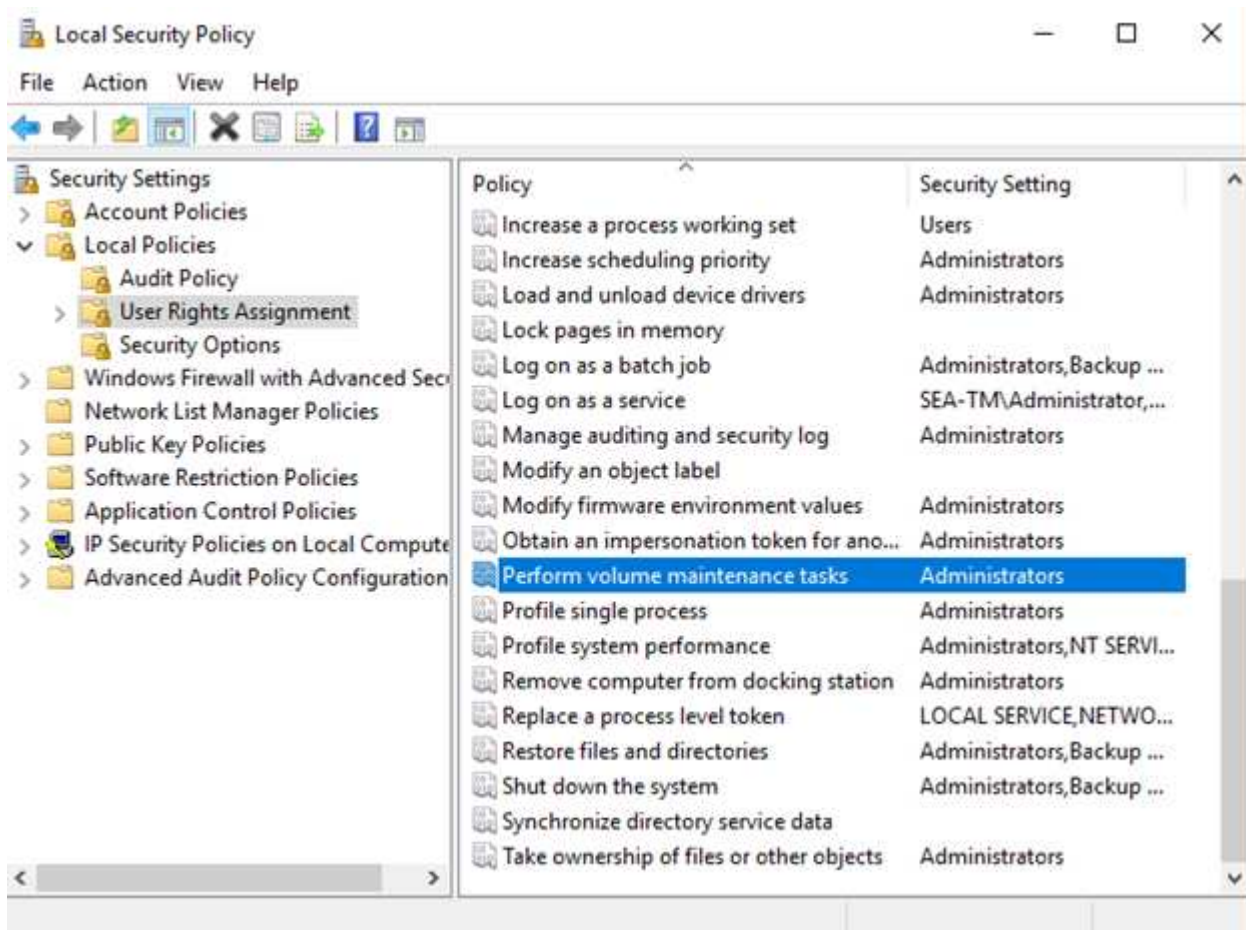 Local Security Policy
File Action View Help
Security Settings
Account Policies
Local Policies
Audit Policy
User Rights Assignment
Security Options
Windows Firewall with Advanced Sec
Network List Manager Policies
Public Key Policies
Software Restriction Policies
Application Control Policies
IP Security Policies on Local Compute
Advanced Audit Policy Configuration
Policy Security Setting
Increase a process working set Users
Increase scheduling priority Administrators
Load and unload device drivers Administrators
Lock pages in memory
Log on as a batch job Administrators,Backup ...
Log on as a service SEA-TM\Administrator,...
Manage auditing and security log Administrators
Modify an object label
Modify firmware environment values Administrators
Obtain an impersonation token for ano... Administrators
Perform volume maintenance tasks Administrators
Profile single process Administrators
Profile system performance Administrators,NT SERVI...
Remove computer from docking station Administrators
Replace a process level token LOCAL SERVICE,NETWO...
Restore files and directories Administrators,Backup ...
Shut down the system Administrators,Backup ...
Synchronize directory service data
Take ownership of files or other objects Administrators